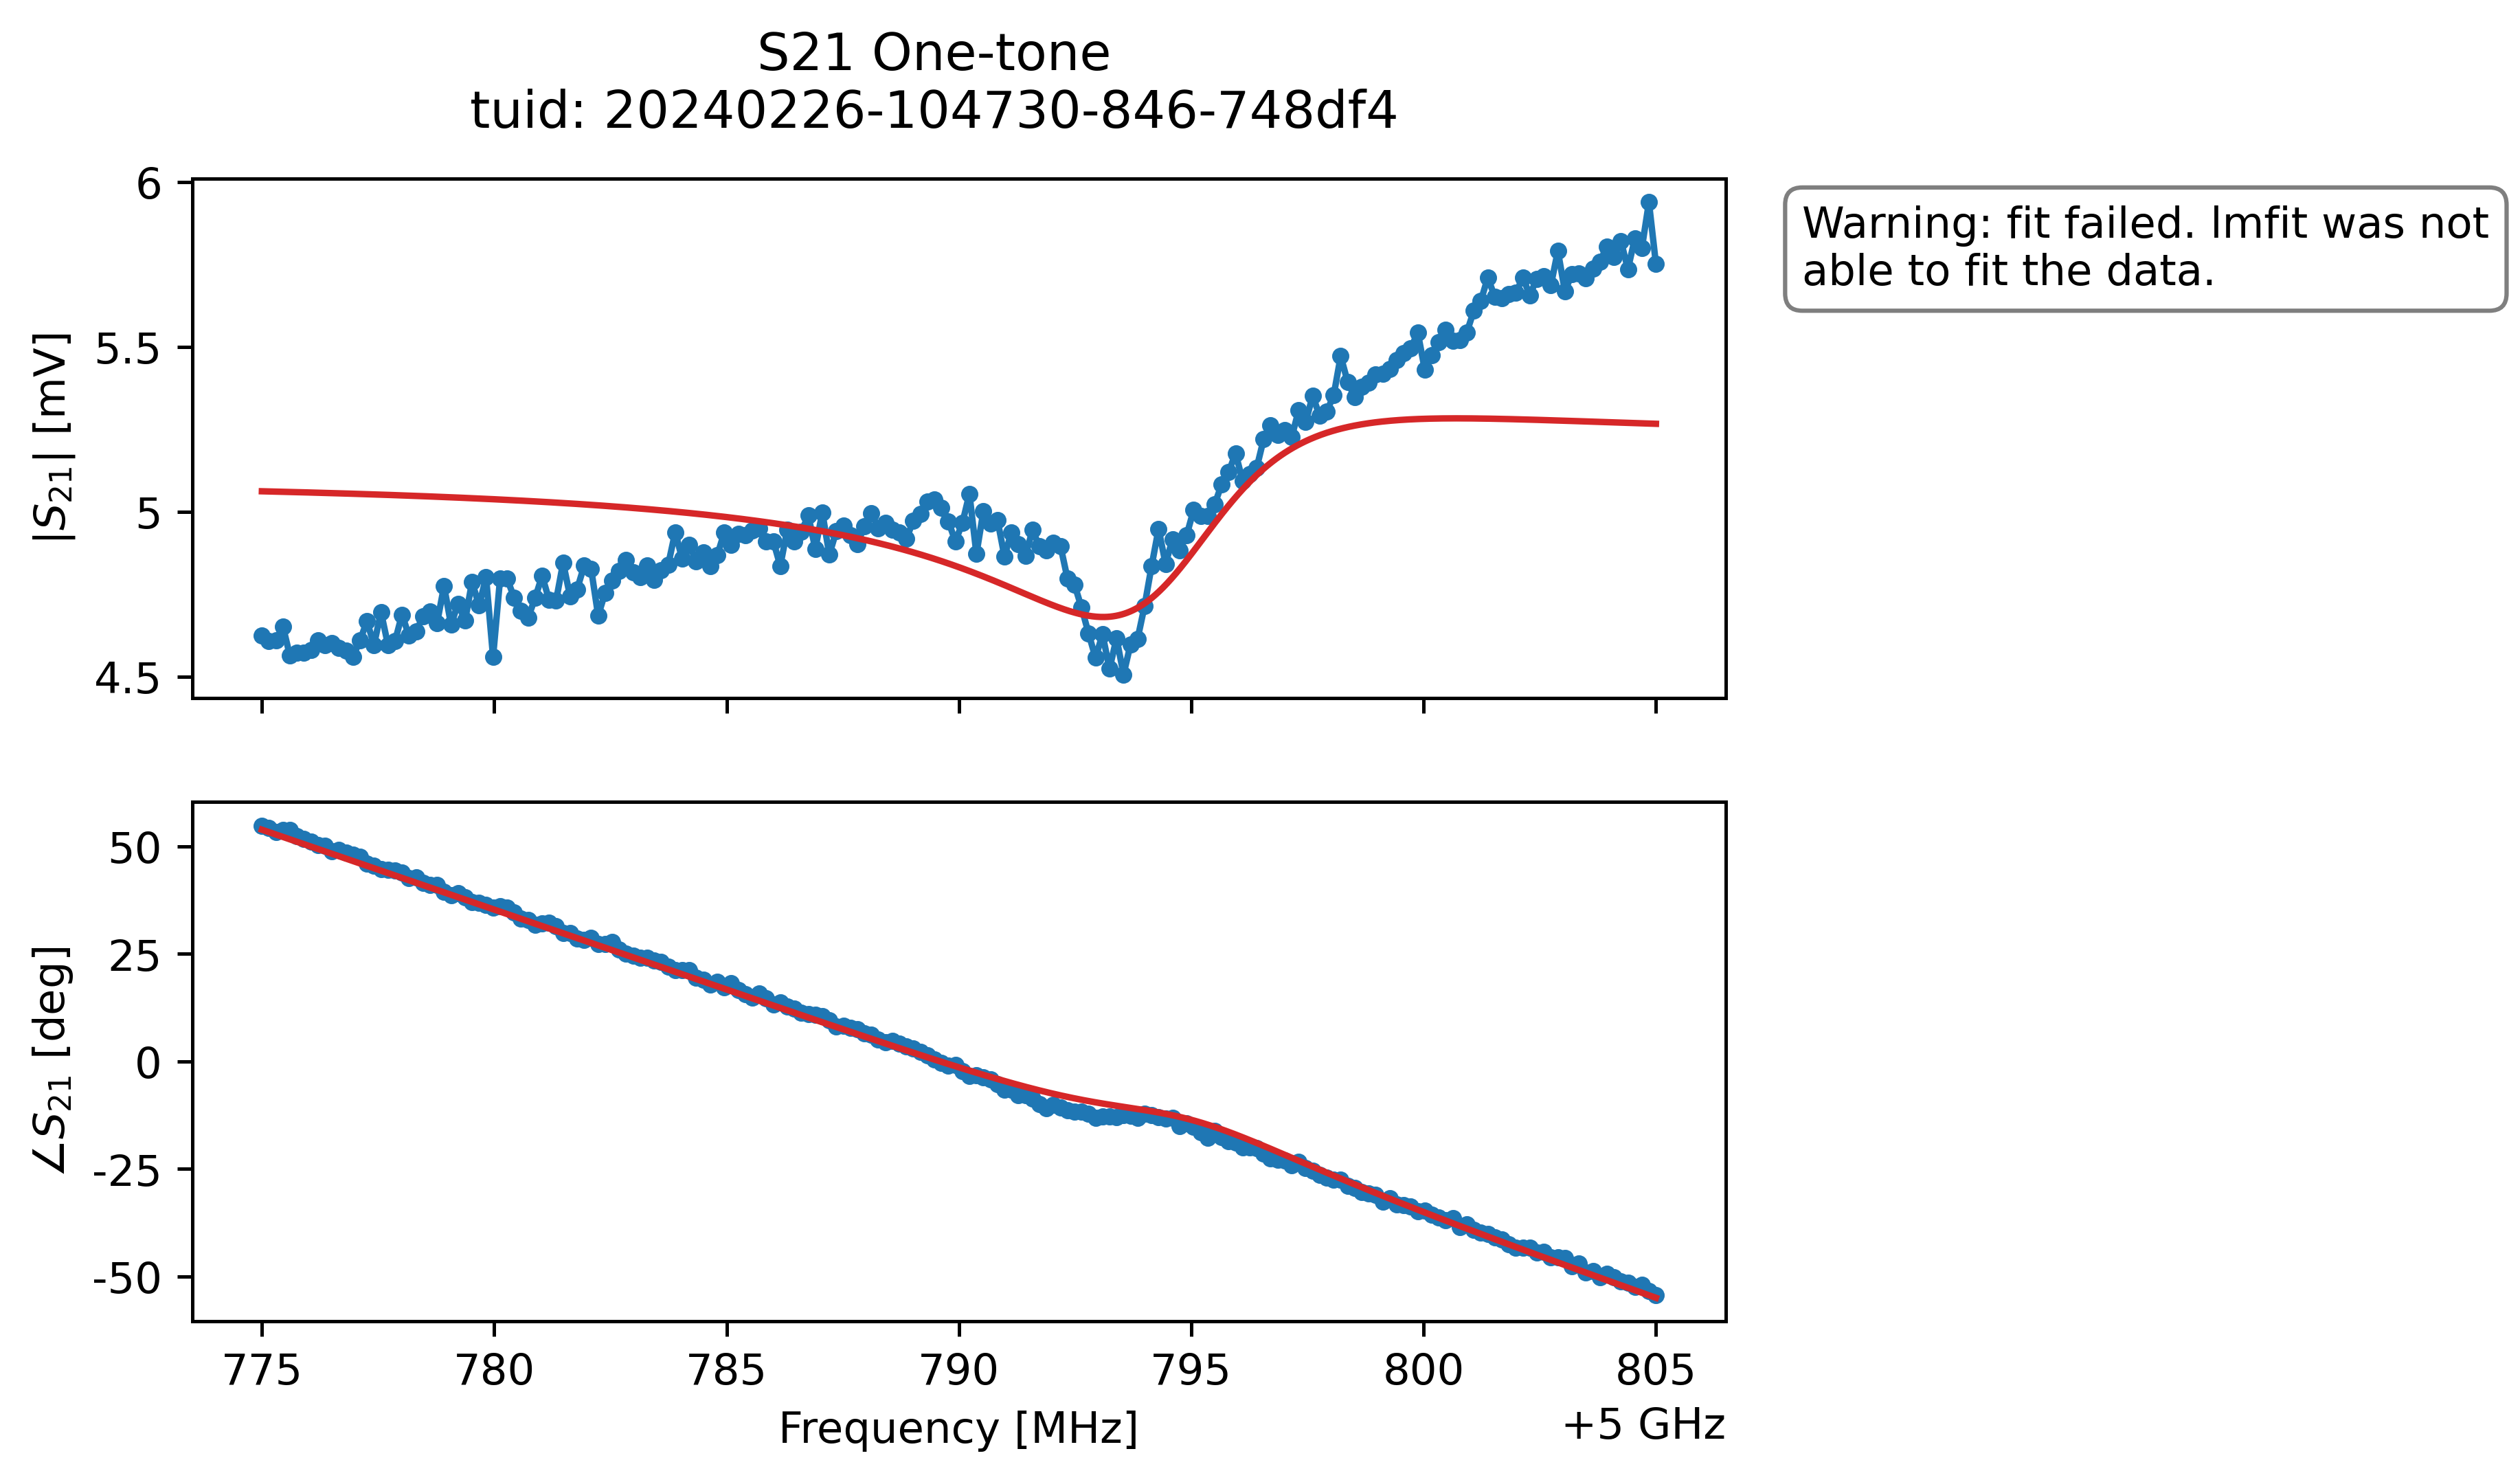 S21 One-tone
tuid: 20240226-104730-846-748df4
6
5.5
5
4.5
|S21| [mV]
Warning: fit failed. lmfit was not
able to fit the data.
50
25
0
-25
-50
∠S21 [deg]
775 780 785 790 795 800 805
Frequency [MHz]
+5 GHz